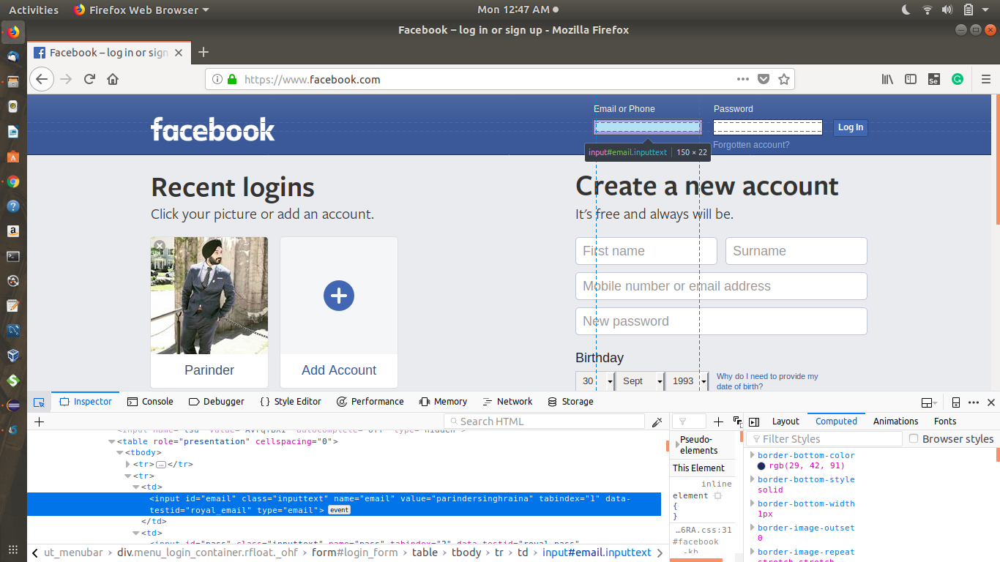 Activities Firefox Web Browser Mon 12:47 AM
Facebook – log in or sign up - Mozilla Firefox
Facebook – log in or sign
https://www.facebook.com
Se
Email or Phone Password
facebook
Log In
input#email.inputtext 150 × 22
Forgotten account?
Recent logins
Click your picture or add an account.
Parinder
Add Account
Create a new account
It's free and always will be.
First name Surname
Mobile number or email address
New password
Birthday
30 Sept 1993
Why do I need to provide my
date of birth?
Inspector Console Debugger { } Style Editor Performance Memory Network Storage
Search HTML
<table role="presentation" cellspacing="0">
<tbody>
<tr>…</tr>
<tr>
<td>
<input id="email" class="inputtext" name="email" value="parindersinghraina" tabindex="1" data-
testid="royal_email" type="email"> event
</td>
<td>
<input id="pass" class="inputtext" name="pass" tabindex="2" data-testid="royal_pass"
ut_menubar div.menu_login_container.rfloat._ohf form#login_form table tbody tr td input#email.inputtext
Pseudo-
elements
This Element
inline
element
{
}
…6RA.css:31
#facebook
-kb
Layout Computed Animations Fonts
Filter Styles Browser styles
border-bottom-color
rgb(29, 42, 91)
border-bottom-style
solid
border-bottom-width
1px
border-image-outset
0
border-image-repeat
stretch stretch